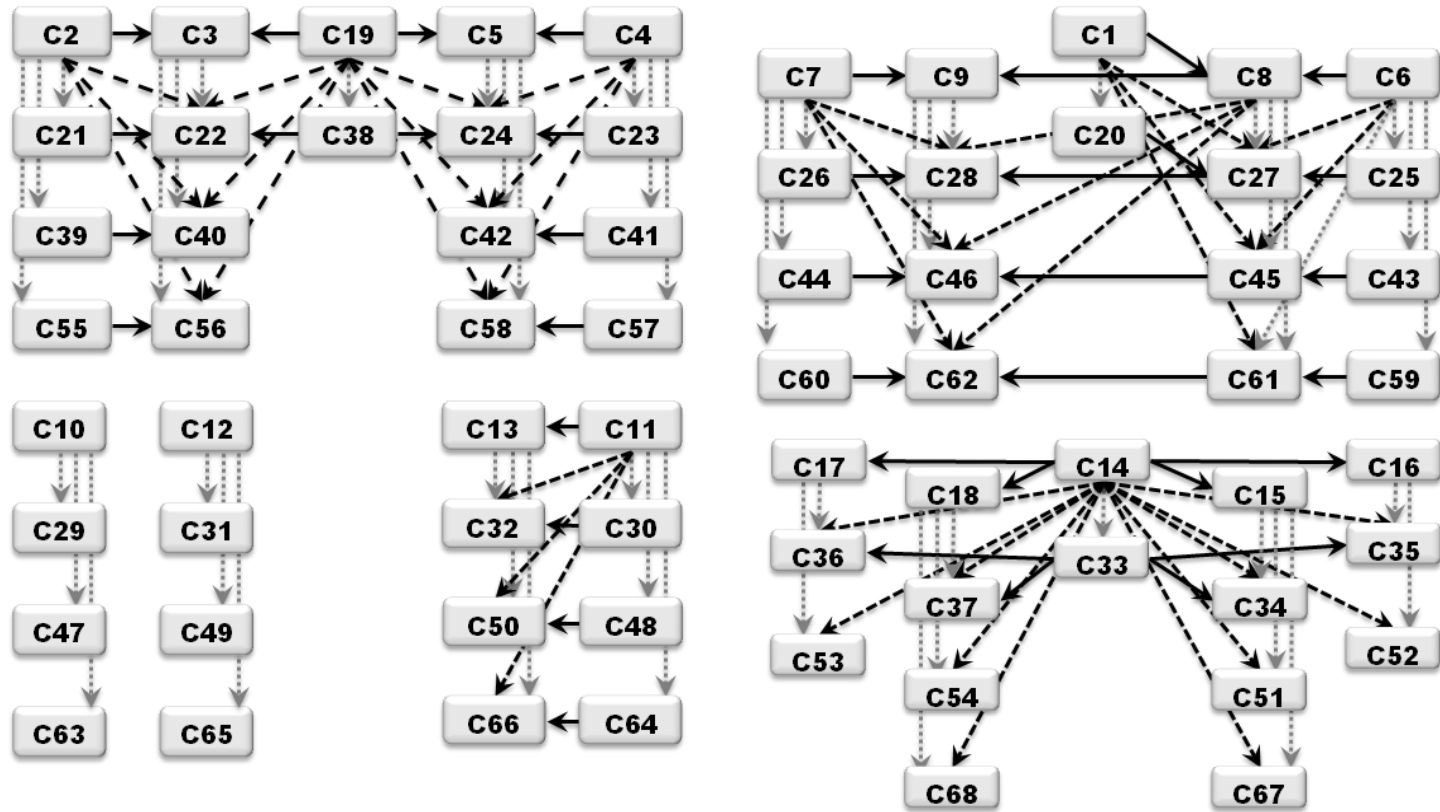 C2 C3 C19 C5 C4
C21 C22 C38 C24 C23
C39 C40 C42 C41
C55 C56 C58 C57
C1
C7 C9 C8 C6
C20
C26 C28 C27 C25
C44 C46 C45 C43
C60 C62 C61 C59
C10 C12 C13 C11
C29 C31 C32 C30
C47 C49 C50 C48
C63 C65 C66 C64
C17 C14 C16
C18 C15
C36 C33 C35
C37 C34
C53 C52
C54 C51
C68 C67